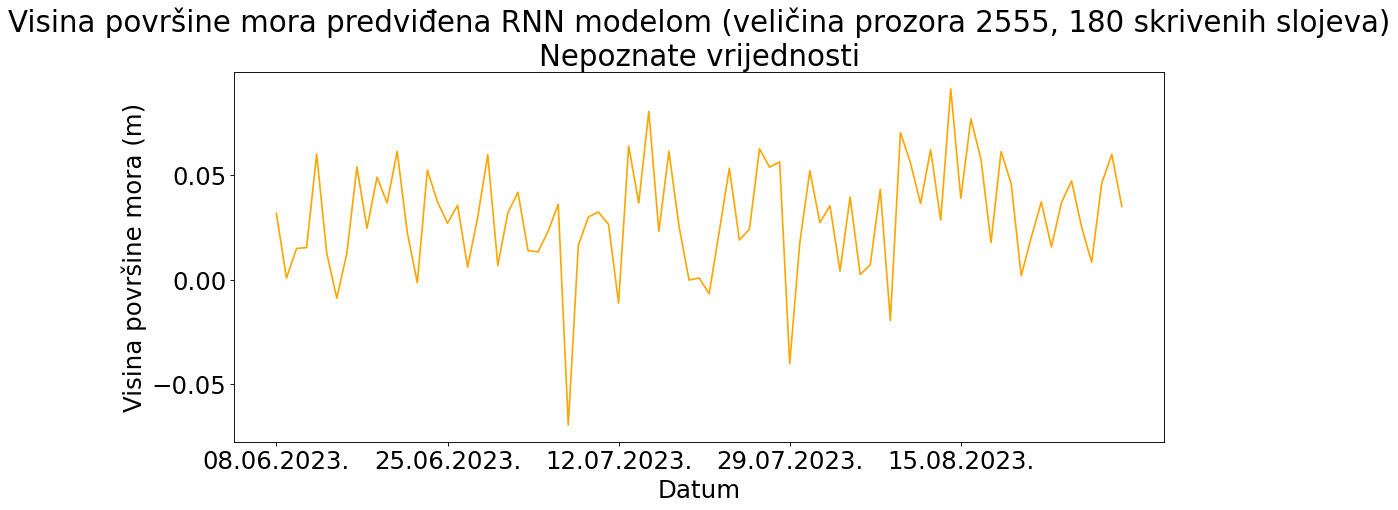 Visina površine mora predviđena RNN modelom (veličina prozora 2555, 180 skrivenih slojeva)
Nepoznate vrijednosti
Visina površine mora (m)
0.05
0.00
−0.05
08.06.2023. 25.06.2023. 12.07.2023. 29.07.2023. 15.08.2023.
Datum